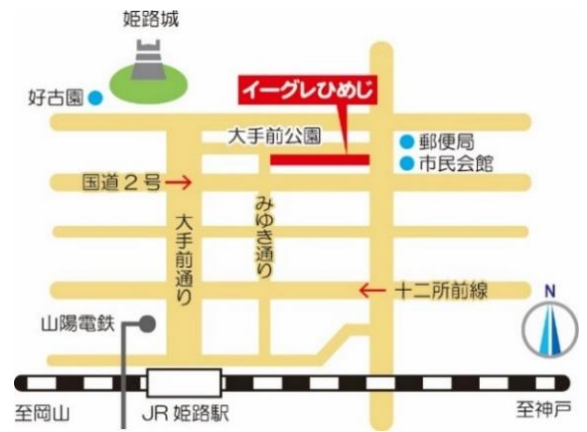 姫路城
好古園
イーグレひめじ
大手前公園
郵便局
市民会館
国道2号
大手前通り
みゆき通り
十二所前線
山陽電鉄
N
至岡山
JR 姫路駅
至神戸